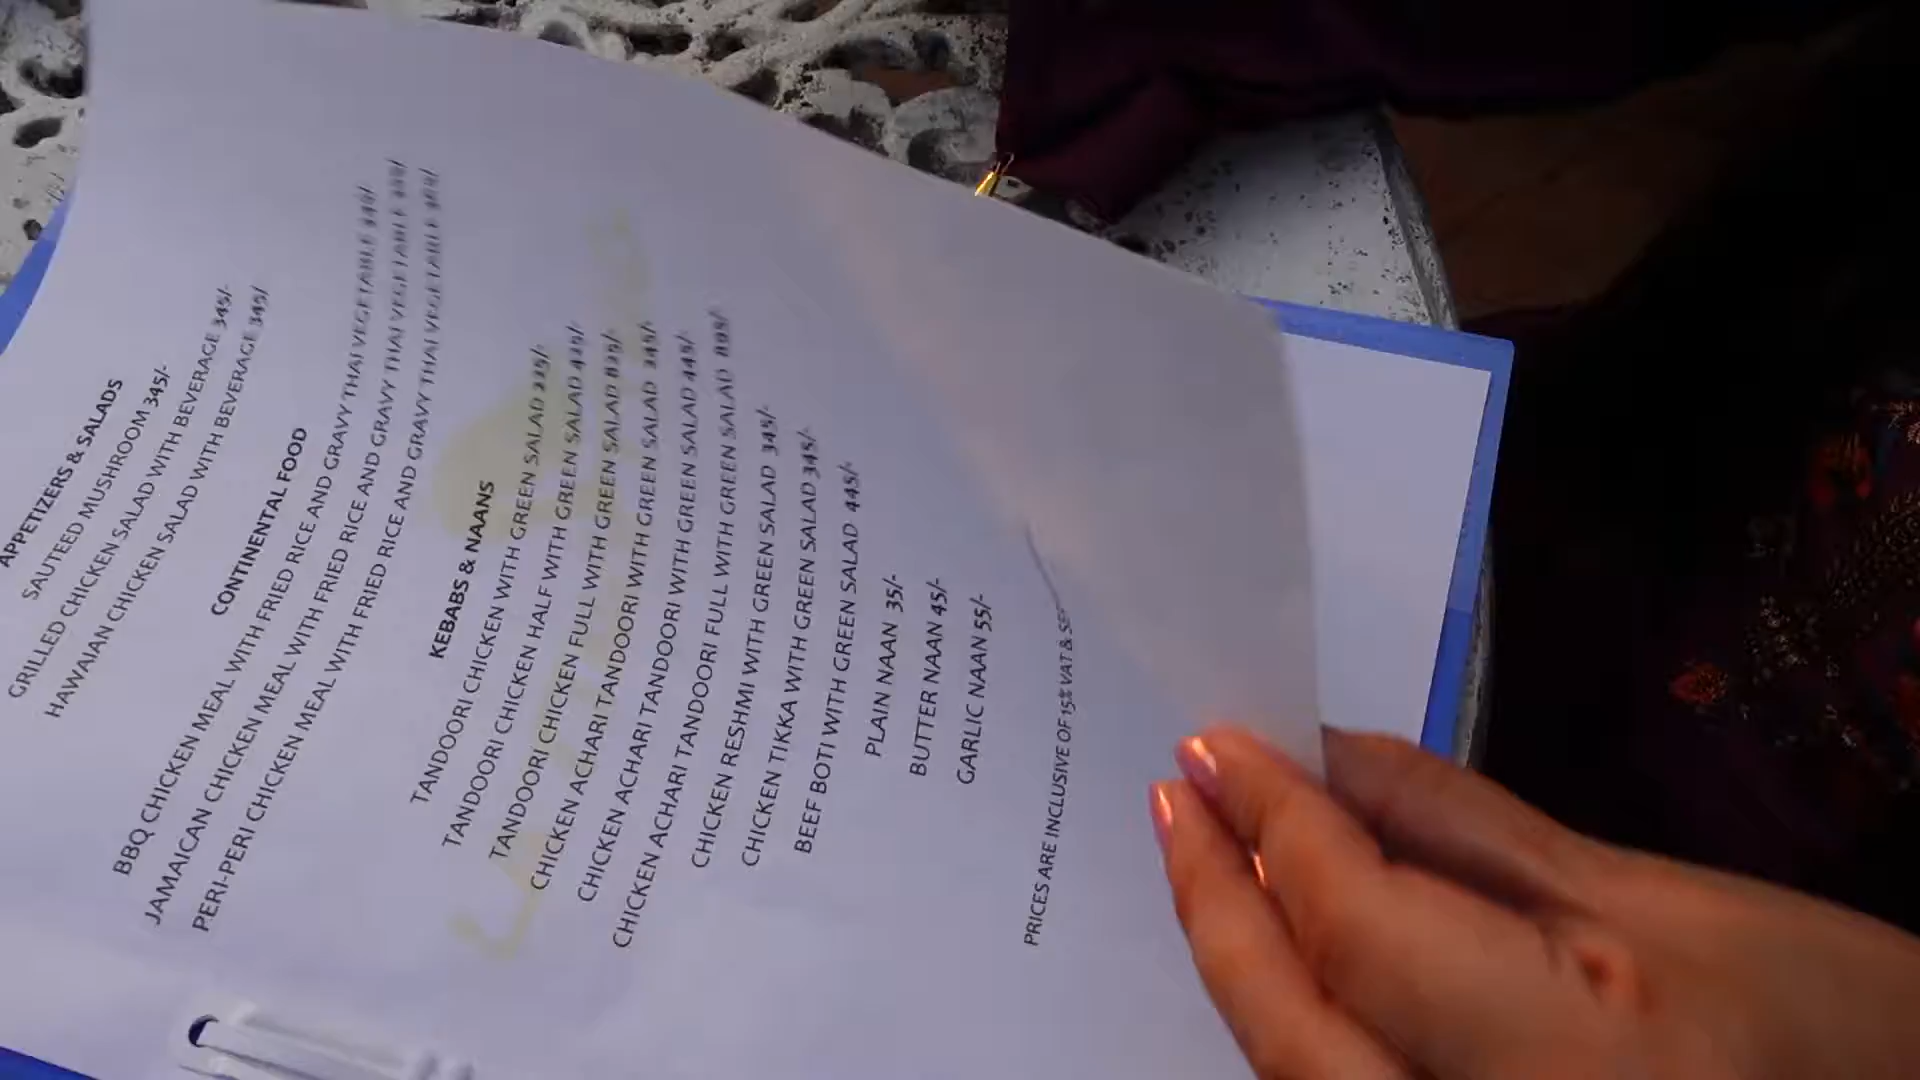 APPETIZERS & SALADS
SAUTEED MUSHROOM 345/-
GRILLED CHICKEN SALAD WITH BEVERAGE 345/-
HAWAIAN CHICKEN SALAD WITH BEVERAGE 345/
CONTINENTAL FOOD
BBQ CHICKEN MEAL WITH FRIED RICE AND GRAVY THAI VEGETABLE
JAMAICAN CHICKEN MEAL WITH FRIED RICE AND GRAVY THAI VEGETABLE
PERI-PERI CHICKEN MEAL WITH FRIED RICE AND GRAVY THAI VEGETABLE
KEBABS & NAANS
TANDOORI CHICKEN WITH GREEN SALAD
TANDOORI CHICKEN HALF WITH GREEN SALAD
TANDOORI CHICKEN FULL WITH GREEN SALAD
CHICKEN ACHARI TANDOORI WITH GREEN SALAD 345/
CHICKEN ACHARI TANDOORI WITH GREEN SALAD 445/
CHICKEN ACHARI TANDOORI FULL WITH GREEN SALAD
CHICKEN RESHMI WITH GREEN SALAD 345/-
CHICKEN TIKKA WITH GREEN SALAD 345/-
BEEF BOTI WITH GREEN SALAD 445/-
PLAIN NAAN 35/-
BUTTER NAAN 45/-
GARLIC NAAN 55/-
PRICES ARE INCLUSIVE OF 15% VAT &